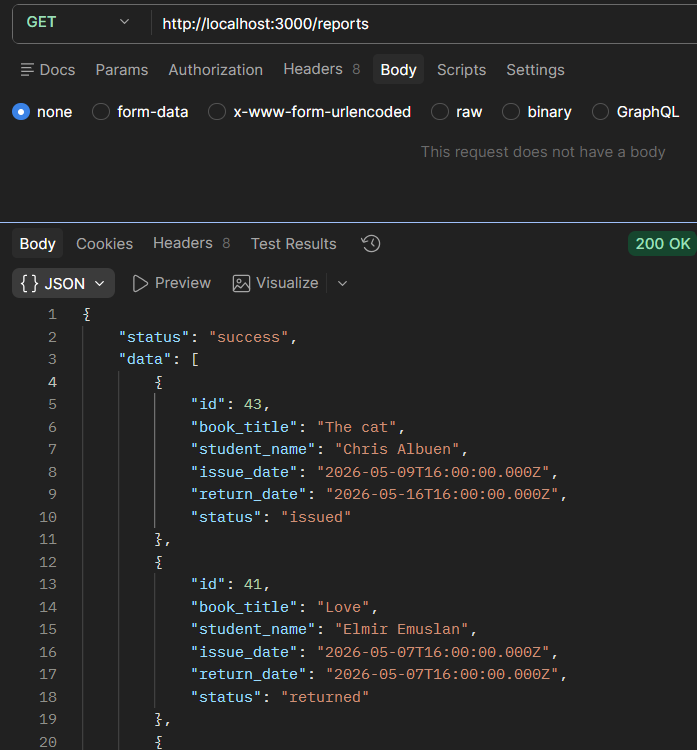 GET http://localhost:3000/reports
Docs Params Authorization Headers 8 Body Scripts Settings
none form-data x-www-form-urlencoded raw binary GraphQL
This request does not have a body
Body Cookies Headers 8 Test Results 200 OK
{} JSON Preview Visualize
1 {
2 "status": "success",
3 "data": [
4 {
5 "id": 43,
6 "book_title": "The cat",
7 "student_name": "Chris Albuen",
8 "issue_date": "2026-05-09T16:00:00.000Z",
9 "return_date": "2026-05-16T16:00:00.000Z",
10 "status": "issued"
11 },
12 {
13 "id": 41,
14 "book_title": "Love",
15 "student_name": "Elmir Emuslan",
16 "issue_date": "2026-05-07T16:00:00.000Z",
17 "return_date": "2026-05-07T16:00:00.000Z",
18 "status": "returned"
19 },
20 {